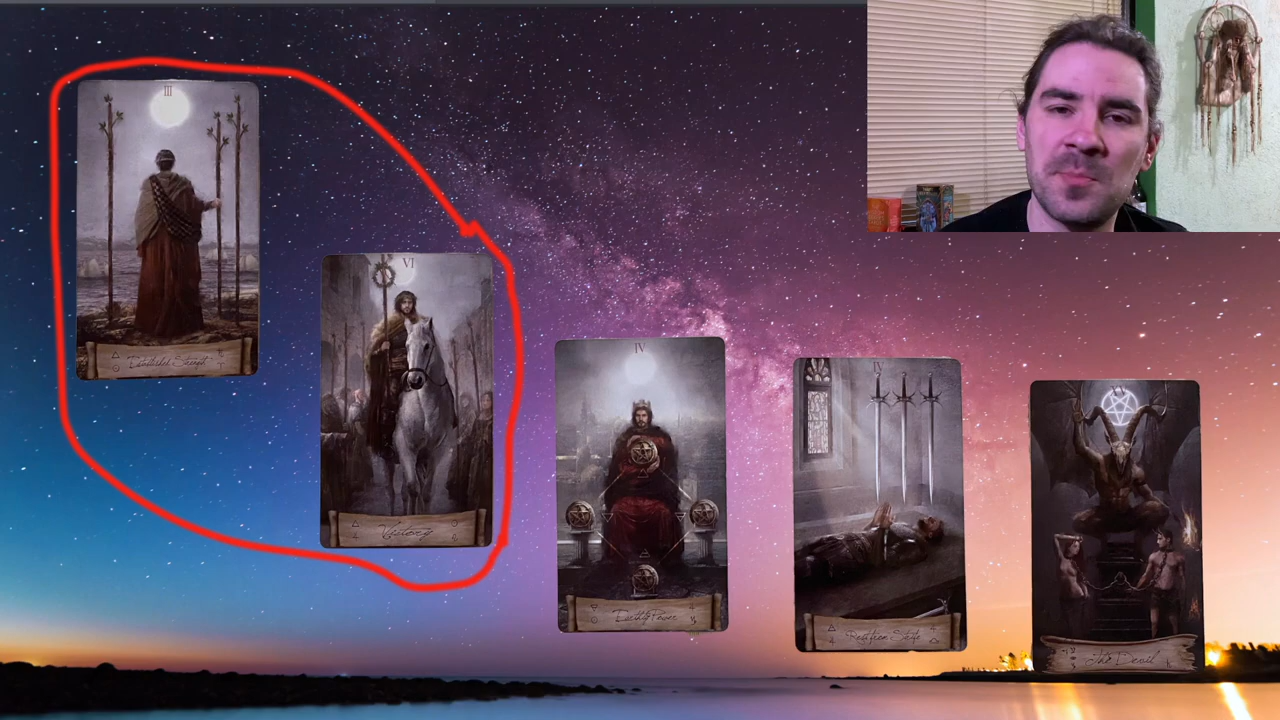 III
Established Strength
VI
Victory
IV
Earthly Power
IV
Rest from Strife
The Devil